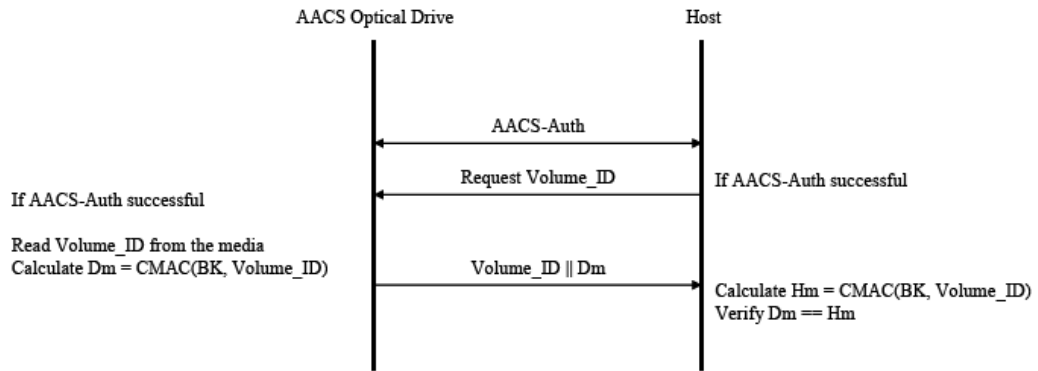 AACS Optical Drive
Host
AACS-Auth
Request Volume_ID
If AACS-Auth successful
If AACS-Auth successful
Read Volume_ID from the media
Calculate Dm = CMAC(BK, Volume_ID)
Volume_ID || Dm
Calculate Hm = CMAC(BK, Volume_ID)
Verify Dm == Hm